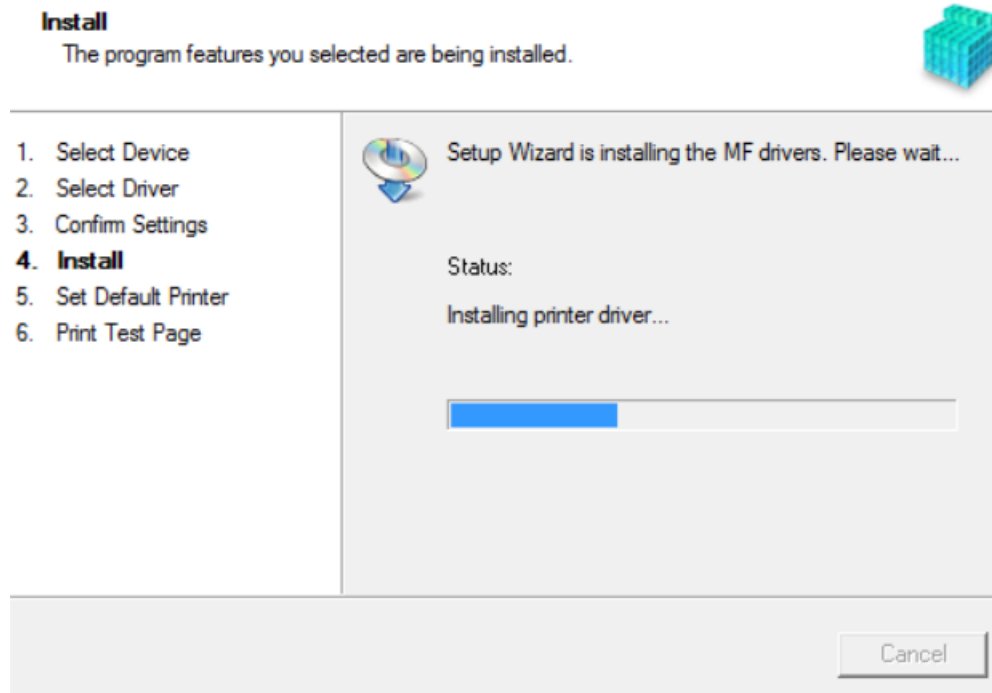 Install
The program features you selected are being installed.
1. Select Device
2. Select Driver
3. Confirm Settings
4. Install
5. Set Default Printer
6. Print Test Page
Setup Wizard is installing the MF drivers. Please wait...
Status:
Installing printer driver...
Cancel